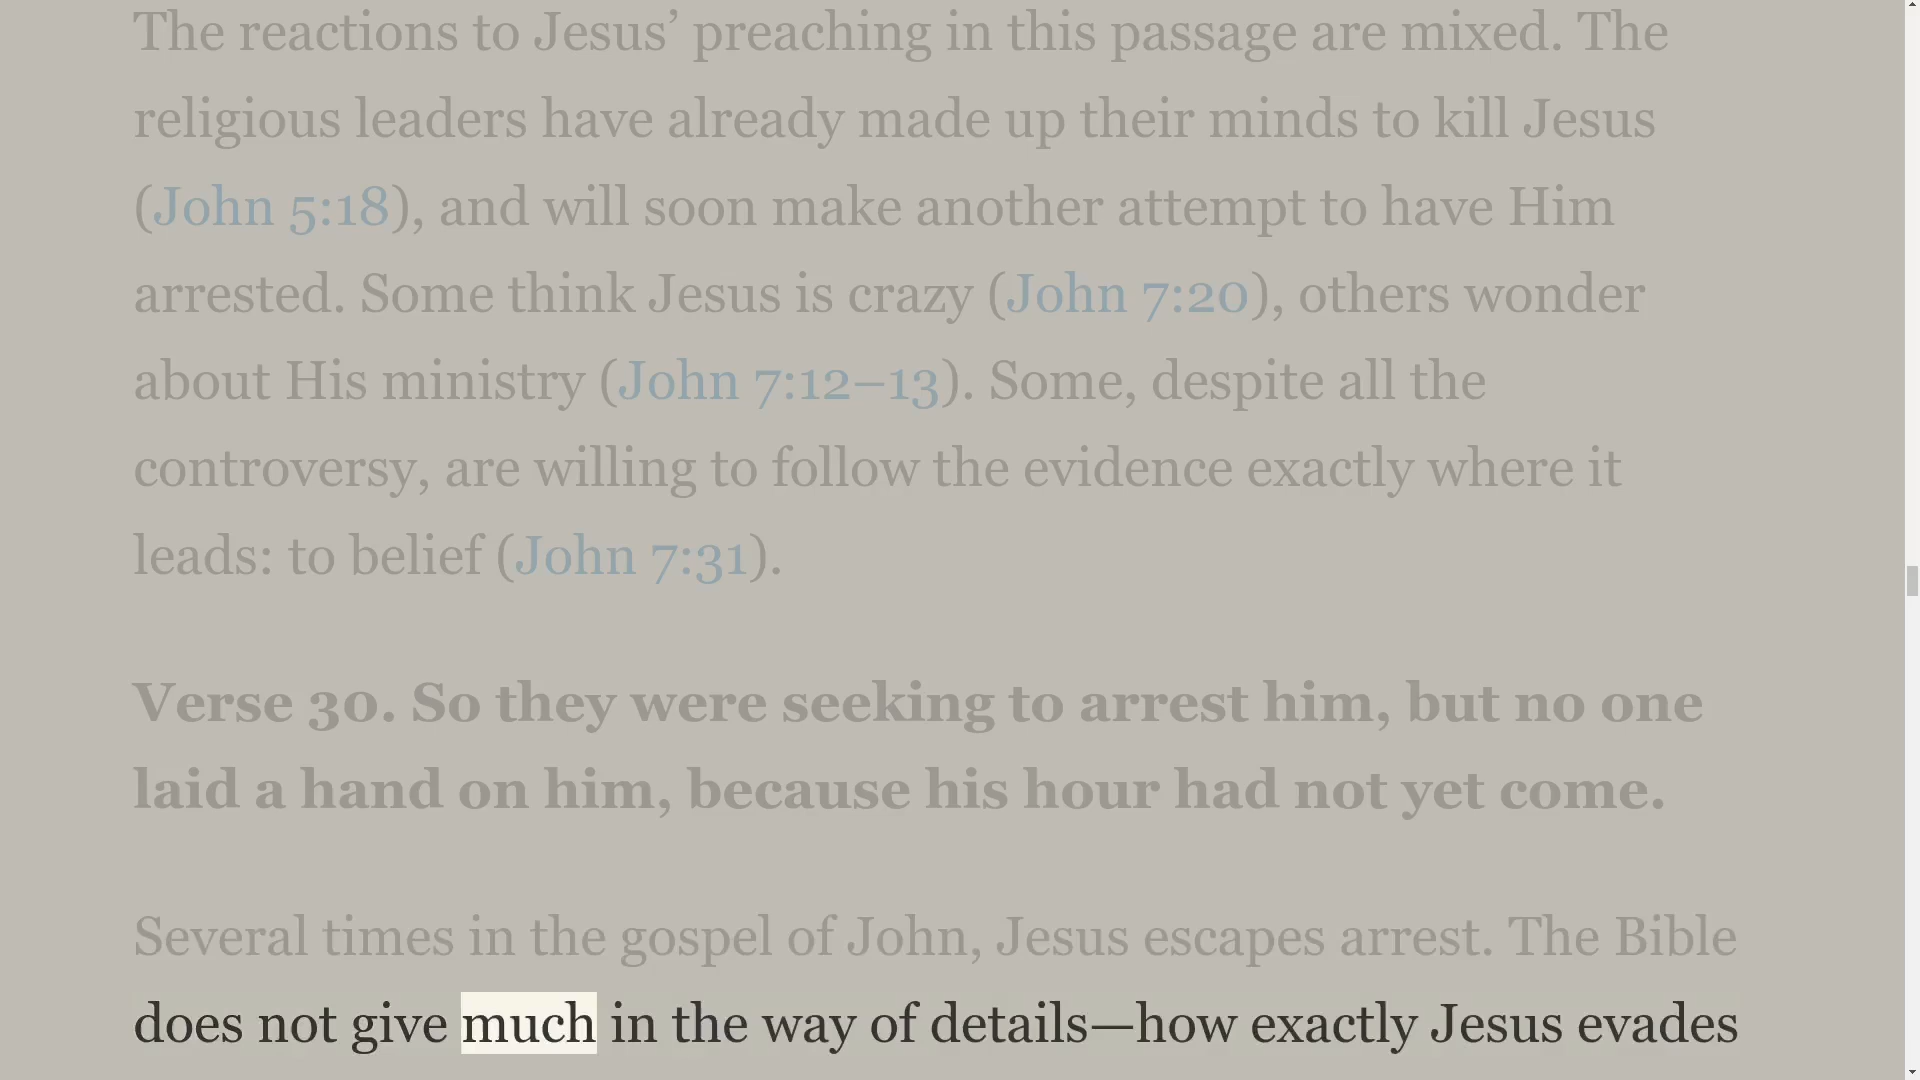 The reactions to Jesus’ preaching in this passage are mixed. The
religious leaders have already made up their minds to kill Jesus
(John 5:18), and will soon make another attempt to have Him
arrested. Some think Jesus is crazy (John 7:20), others wonder
about His ministry (John 7:12–13). Some, despite all the
controversy, are willing to follow the evidence exactly where it
leads: to belief (John 7:31).
Verse 30. So they were seeking to arrest him, but no one
laid a hand on him, because his hour had not yet come.
Several times in the gospel of John, Jesus escapes arrest. The Bible
does not give much in the way of details—how exactly Jesus evades